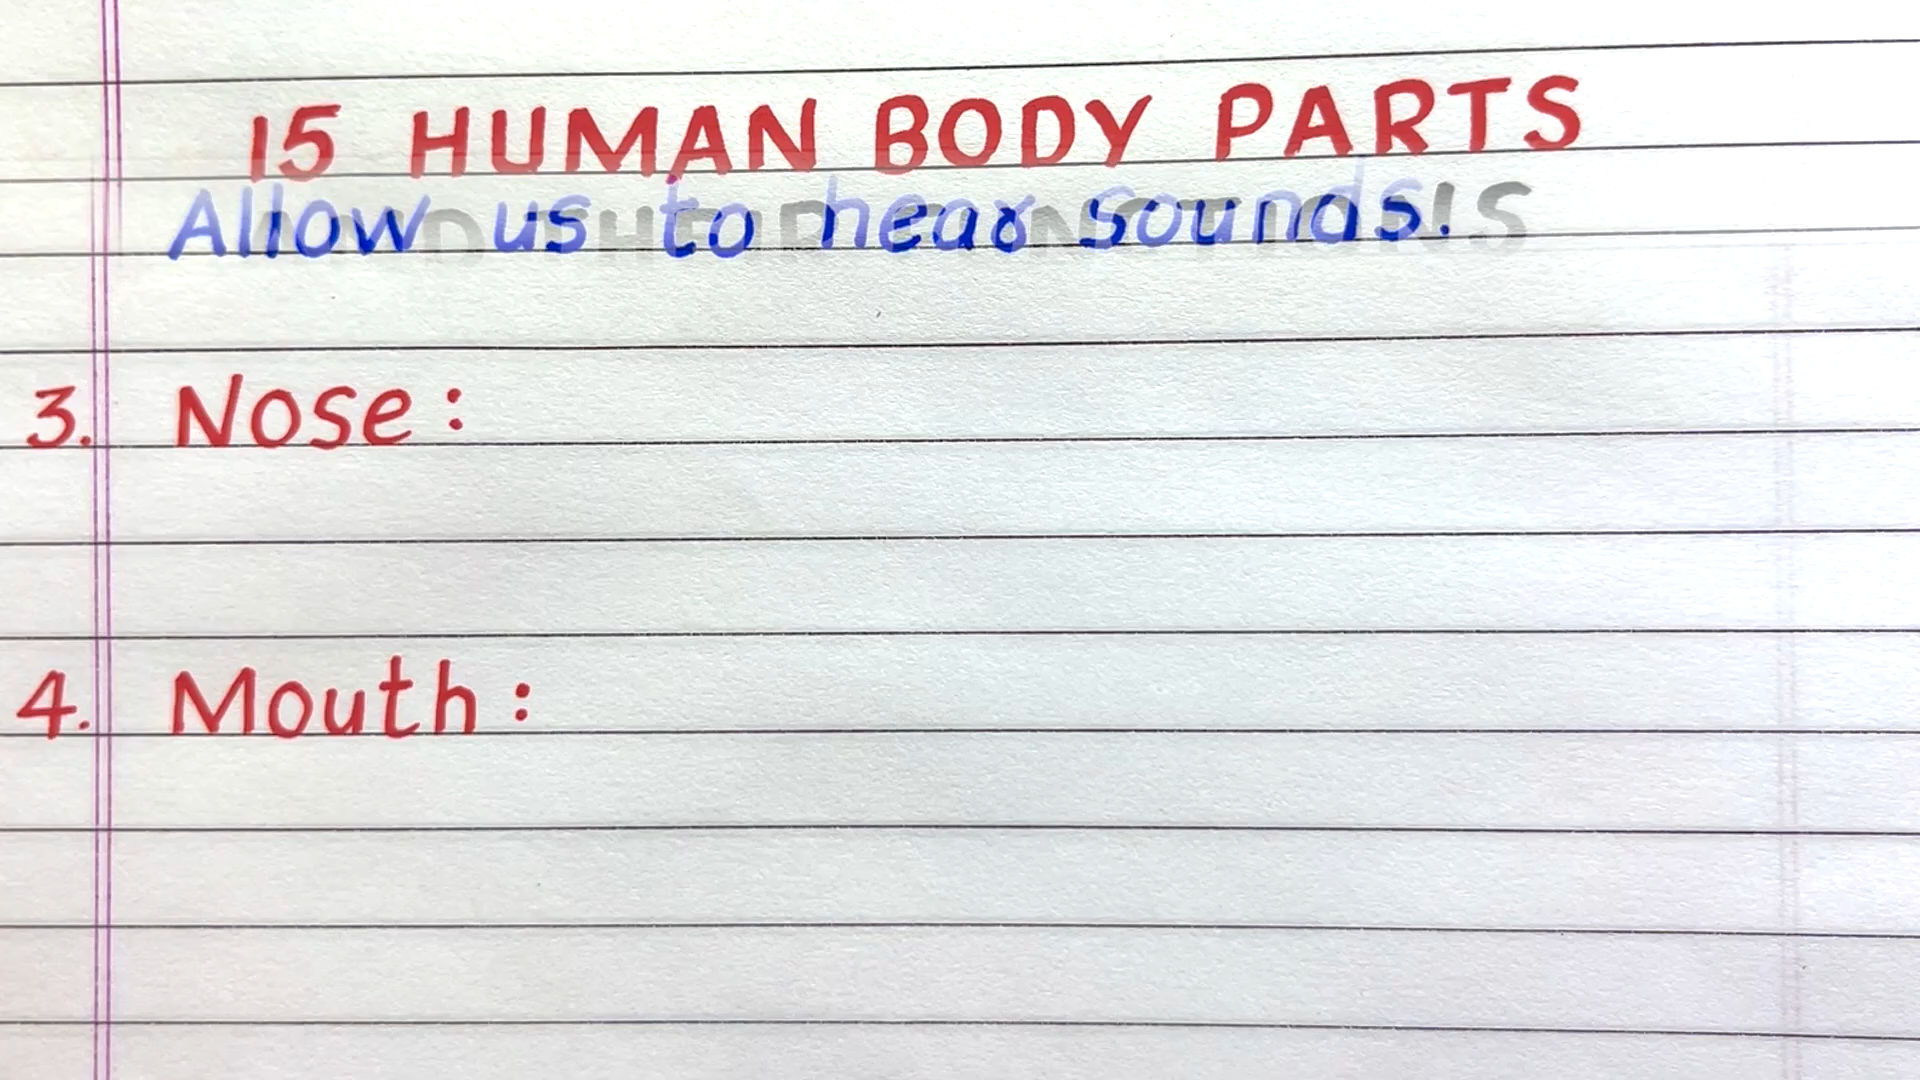 15 HUMAN BODY PARTS
Allow us to hear sounds.
3. Nose :
4. Mouth :